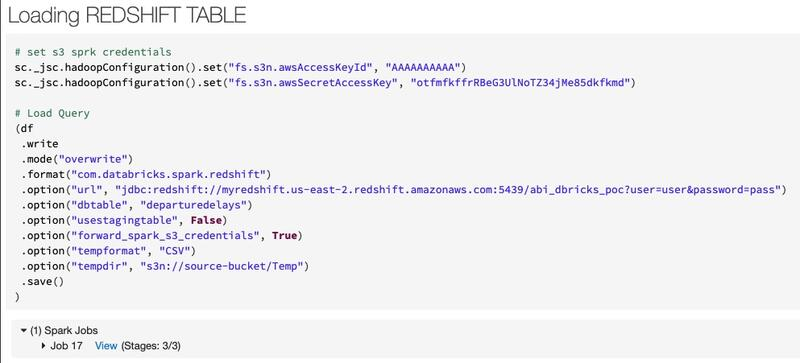 Loading REDSHIFT TABLE
# set s3 sprk credentials
sc._jsc.hadoopConfiguration().set("fs.s3n.awsAccessKeyId", "AAAAAAAAAA")
sc._jsc.hadoopConfiguration().set("fs.s3n.awsSecretAccessKey", "otfmfkffrRBeG3UlNoTZ34jMe85dkfkmd")
# Load Query
(df
.write
.mode("overwrite")
.format("com.databricks.spark.redshift")
.option("url", "jdbc:redshift://myredshift.us-east-2.redshift.amazonaws.com:5439/abi_dbricks_poc?user=user&password=pass")
.option("dbtable", "departuredelays")
.option("usestagingtable", False)
.option("forward_spark_s3_credentials", True)
.option("tempformat", "CSV")
.option("tempdir", "s3n://source-bucket/Temp")
.save()
)
(1) Spark Jobs
Job 17 View (Stages: 3/3)